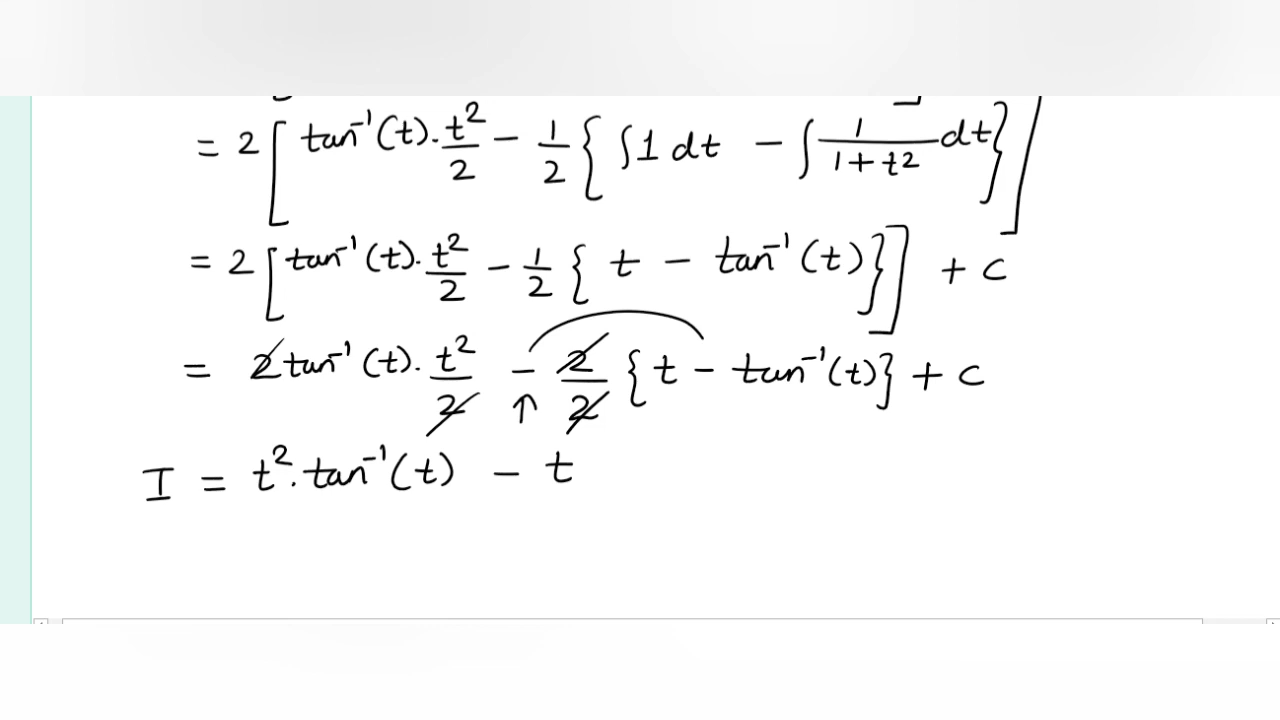 = 2 [ tan⁻¹(t). t²/2 − 1/2 { ∫1 dt − ∫ 1/(1+t²) dt } ]
= 2 [ tan⁻¹(t). t²/2 − 1/2 { t − tan⁻¹(t) } ] + c
= 2 tan⁻¹(t). t²/2 − 2/2 { t − tan⁻¹(t) } + c
I = t². tan⁻¹(t) − t